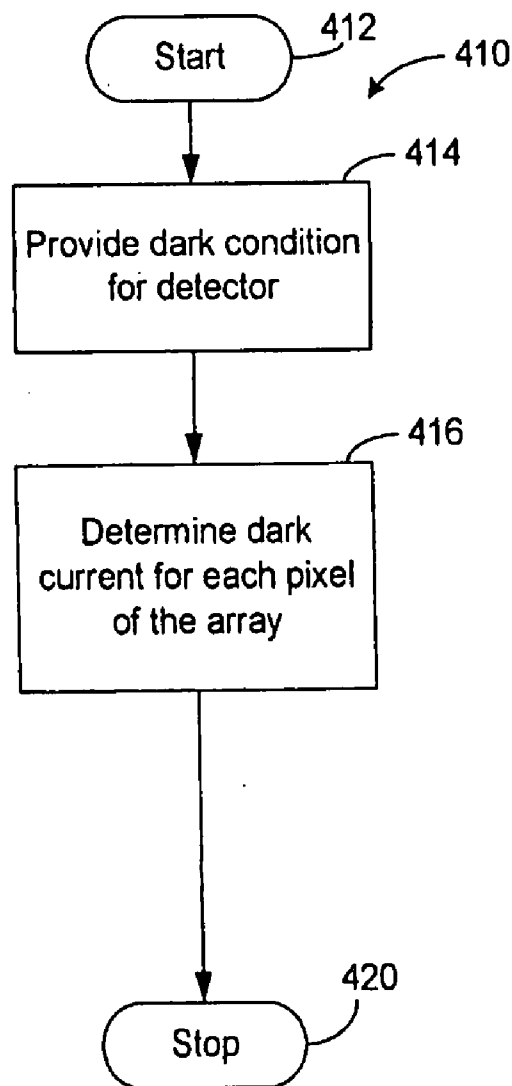 Start
412
410
414
Provide dark condition
for detector
416
Determine dark
current for each pixel
of the array
420
Stop